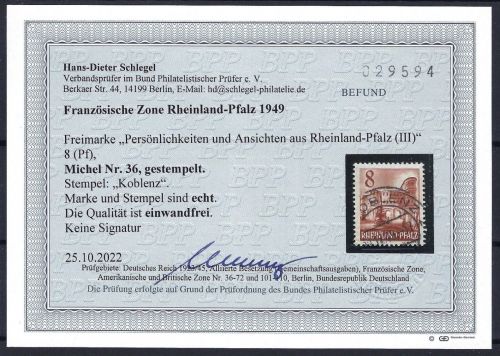 Hans-Dieter Schlegel
Verbandsprüfer im Bund Philatelistischer Prüfer e. V.
Berkaer Str. 44, 14199 Berlin, E-Mail: hd@schlegel-philatelie.de
029594
BEFUND
Französische Zone Rheinland-Pfalz 1949
Freimarke „Persönlichkeiten und Ansichten aus Rheinland-Pfalz (III)“
8 (Pf),
Michel Nr. 36, gestempelt.
Stempel: „Koblenz“.
Marke und Stempel sind echt.
Die Qualität ist einwandfrei.
Keine Signatur
8
RHEINLAND-PFALZ
25.10.2022
Prüfgebiete: Deutsches Reich 1923/45, Alliierte Besetzung (Gemeinschaftsausgaben), Französische Zone,
Amerikanische und Britische Zone Nr. 36-72 und 101-110, Berlin, Bundesrepublik Deutschland
Die Prüfung erfolgte auf Grund der Prüfordnung des Bundes Philatelistischer Prüfer e.V.
BPP